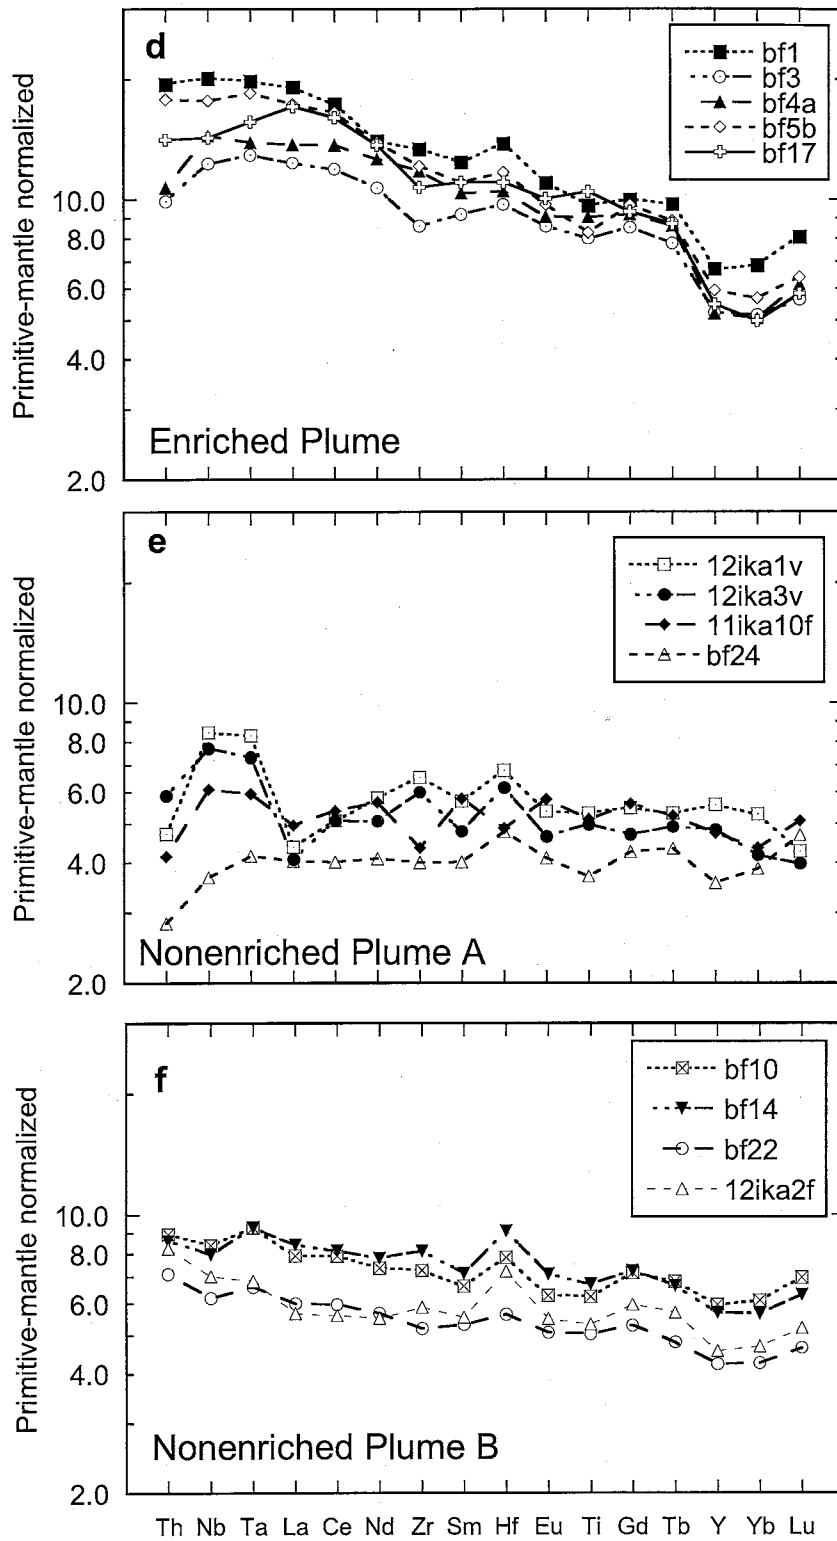 d
bf1
bf3
bf4a
bf5b
bf17
Primitive-mantle normalized
10.0
8.0
6.0
4.0
2.0
Enriched Plume
e
12ika1v
12ika3v
11ika10f
bf24
Primitive-mantle normalized
10.0
8.0
6.0
4.0
2.0
Nonenriched Plume A
f
bf10
bf14
bf22
12ika2f
Primitive-mantle normalized
10.0
8.0
6.0
4.0
2.0
Nonenriched Plume B
Th Nb Ta La Ce Nd Zr Sm Hf Eu Ti Gd Tb Y Yb Lu